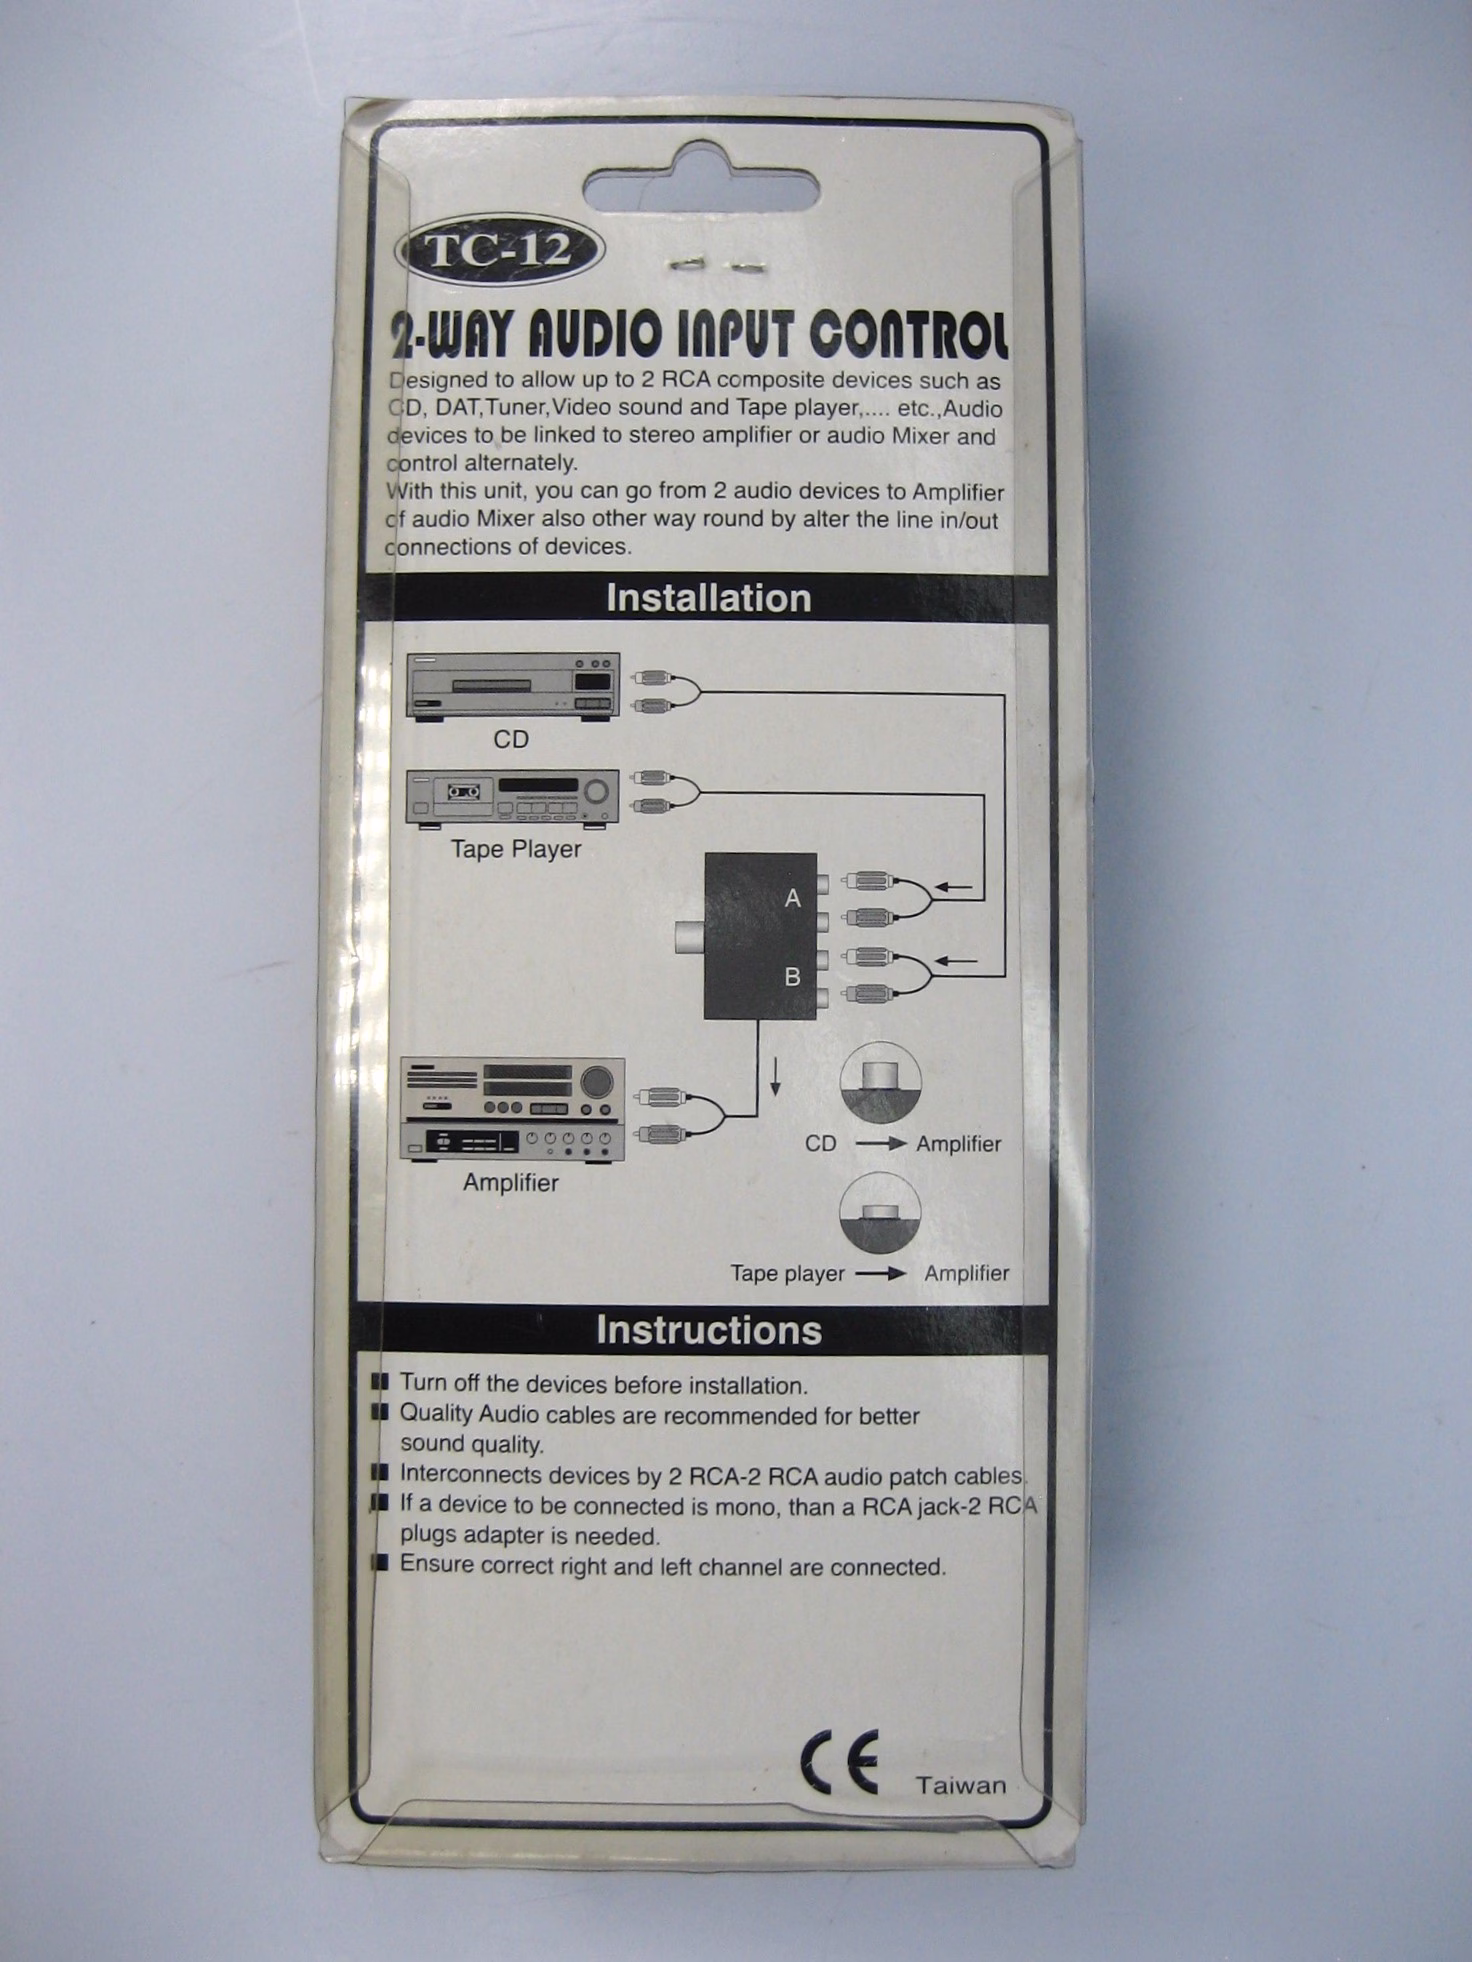 TC-12
2-WAY AUDIO INPUT CONTROL
Designed to allow up to 2 RCA composite devices such as
CD, DAT,Tuner,Video sound and Tape player,.... etc.,Audio
devices to be linked to stereo amplifier or audio Mixer and
control alternately.
With this unit, you can go from 2 audio devices to Amplifier
of audio Mixer also other way round by alter the line in/out
connections of devices.
Installation
CD
Tape Player
A
B
Amplifier
CD → Amplifier
Tape player → Amplifier
Instructions
■ Turn off the devices before installation.
■ Quality Audio cables are recommended for better
sound quality.
■ Interconnects devices by 2 RCA-2 RCA audio patch cables.
■ If a device to be connected is mono, than a RCA jack-2 RCA
plugs adapter is needed.
■ Ensure correct right and left channel are connected.
CE Taiwan